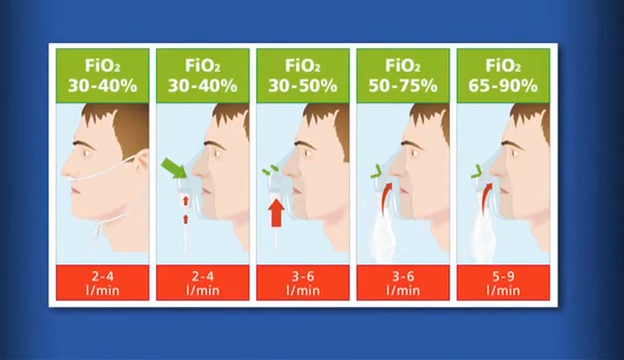 FiO₂
30-40%
FiO₂
30-40%
FiO₂
30-50%
FiO₂
50-75%
FiO₂
65-90%
2-4
l/min
2-4
l/min
3-6
l/min
3-6
l/min
5-9
l/min